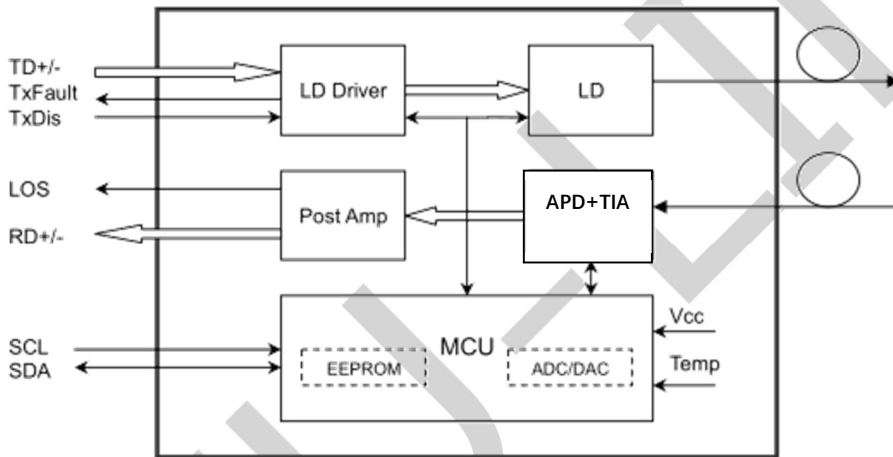 TD+/-
TxFault
TxDis
LD Driver
LD
LOS
RD+/-
Post Amp
APD+TIA
SCL
SDA
MCU
EEPROM
ADC/DAC
Vcc
Temp